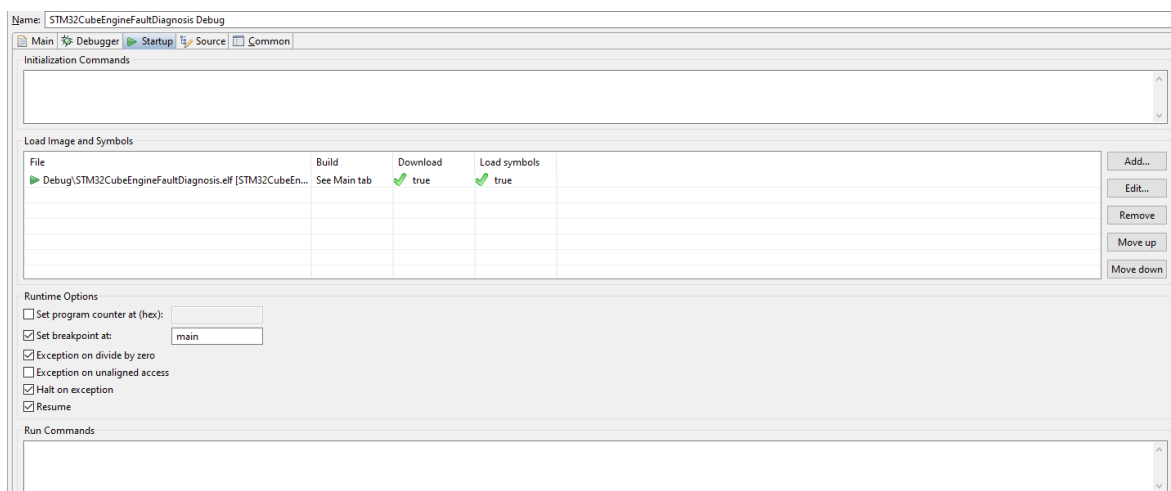 Name: STM32CubeEngineFaultDiagnosis Debug
Main Debugger Startup Source Common
Initialization Commands
Load Image and Symbols
File Build Download Load symbols
Debug\STM32CubeEngineFaultDiagnosis.elf [STM32CubeEn... See Main tab true true
Add...
Edit...
Remove
Move up
Move down
Runtime Options
Set program counter at (hex):
Set breakpoint at: main
Exception on divide by zero
Exception on unaligned access
Halt on exception
Resume
Run Commands